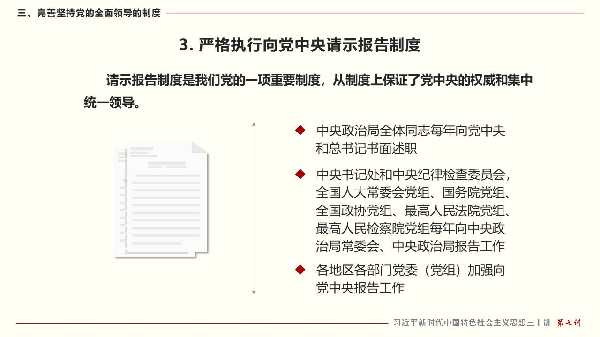 三、完善坚持党的全面领导的制度
3. 严格执行向党中央请示报告制度
请示报告制度是我们党的一项重要制度，从制度上保证了党中央的权威和集中
统一领导。
中央政治局全体同志每年向党中央
和总书记书面述职
中央书记处和中央纪律检查委员会，
全国人大常委会党组、国务院党组、
全国政协党组、最高人民法院党组、
最高人民检察院党组每年向中央政
治局常委会、中央政治局报告工作
各地区各部门党委（党组）加强向
党中央报告工作
习近平新时代中国特色社会主义思想三十讲 第七讲